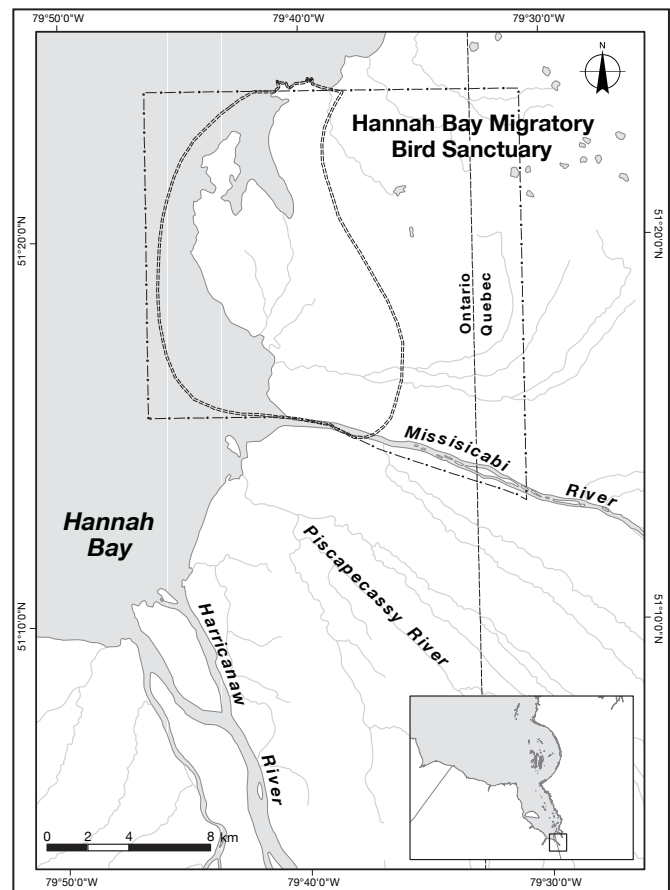 79°50'0"W
79°40'0"W
79°30'0"W
N
Hannah Bay Migratory
Bird Sanctuary
51°20'0"N
51°20'0"N
Ontario
Quebec
Missisicabi
River
Hannah
Bay
Piscapecassy River
Harricanaw
River
51°10'0"N
51°10'0"N
0 2 4 8 km
79°50'0"W
79°40'0"W
79°30'0"W